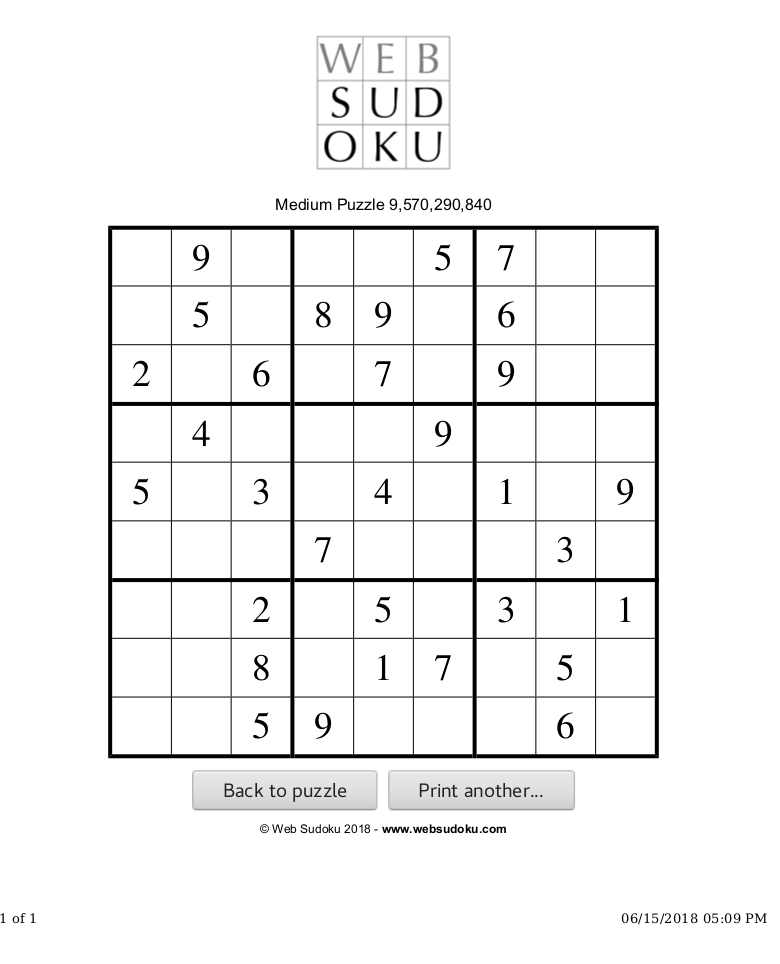 WEB
SUD
OKU
Medium Puzzle 9,570,290,840
9 5 7
5 8 9 6
2 6 7 9
4 9
5 3 4 1 9
7 3
2 5 3 1
8 1 7 5
5 9 6
Back to puzzle Print another...
© Web Sudoku 2018 - www.websudoku.com
1 of 1 06/15/2018 05:09 PM